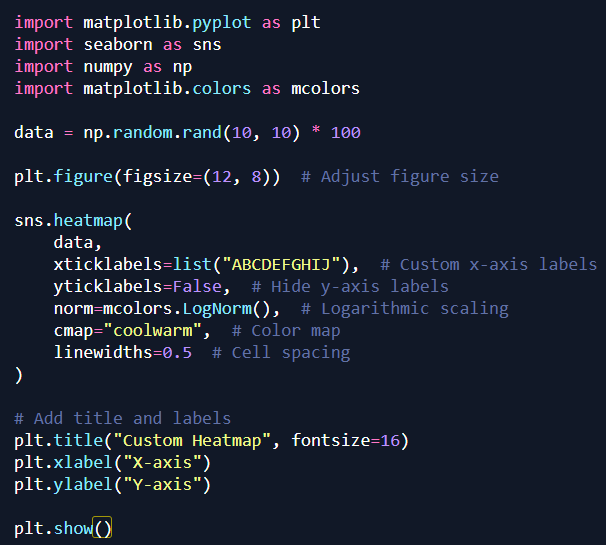 import matplotlib.pyplot as plt
import seaborn as sns
import numpy as np
import matplotlib.colors as mcolors
data = np.random.rand(10, 10) * 100
plt.figure(figsize=(12, 8))  # Adjust figure size
sns.heatmap(
    data,
    xticklabels=list("ABCDEFGHIJ"),  # Custom x-axis labels
    yticklabels=False,  # Hide y-axis labels
    norm=mcolors.LogNorm(),  # Logarithmic scaling
    cmap="coolwarm",  # Color map
    linewidths=0.5  # Cell spacing
)
# Add title and labels
plt.title("Custom Heatmap", fontsize=16)
plt.xlabel("X-axis")
plt.ylabel("Y-axis")
plt.show()